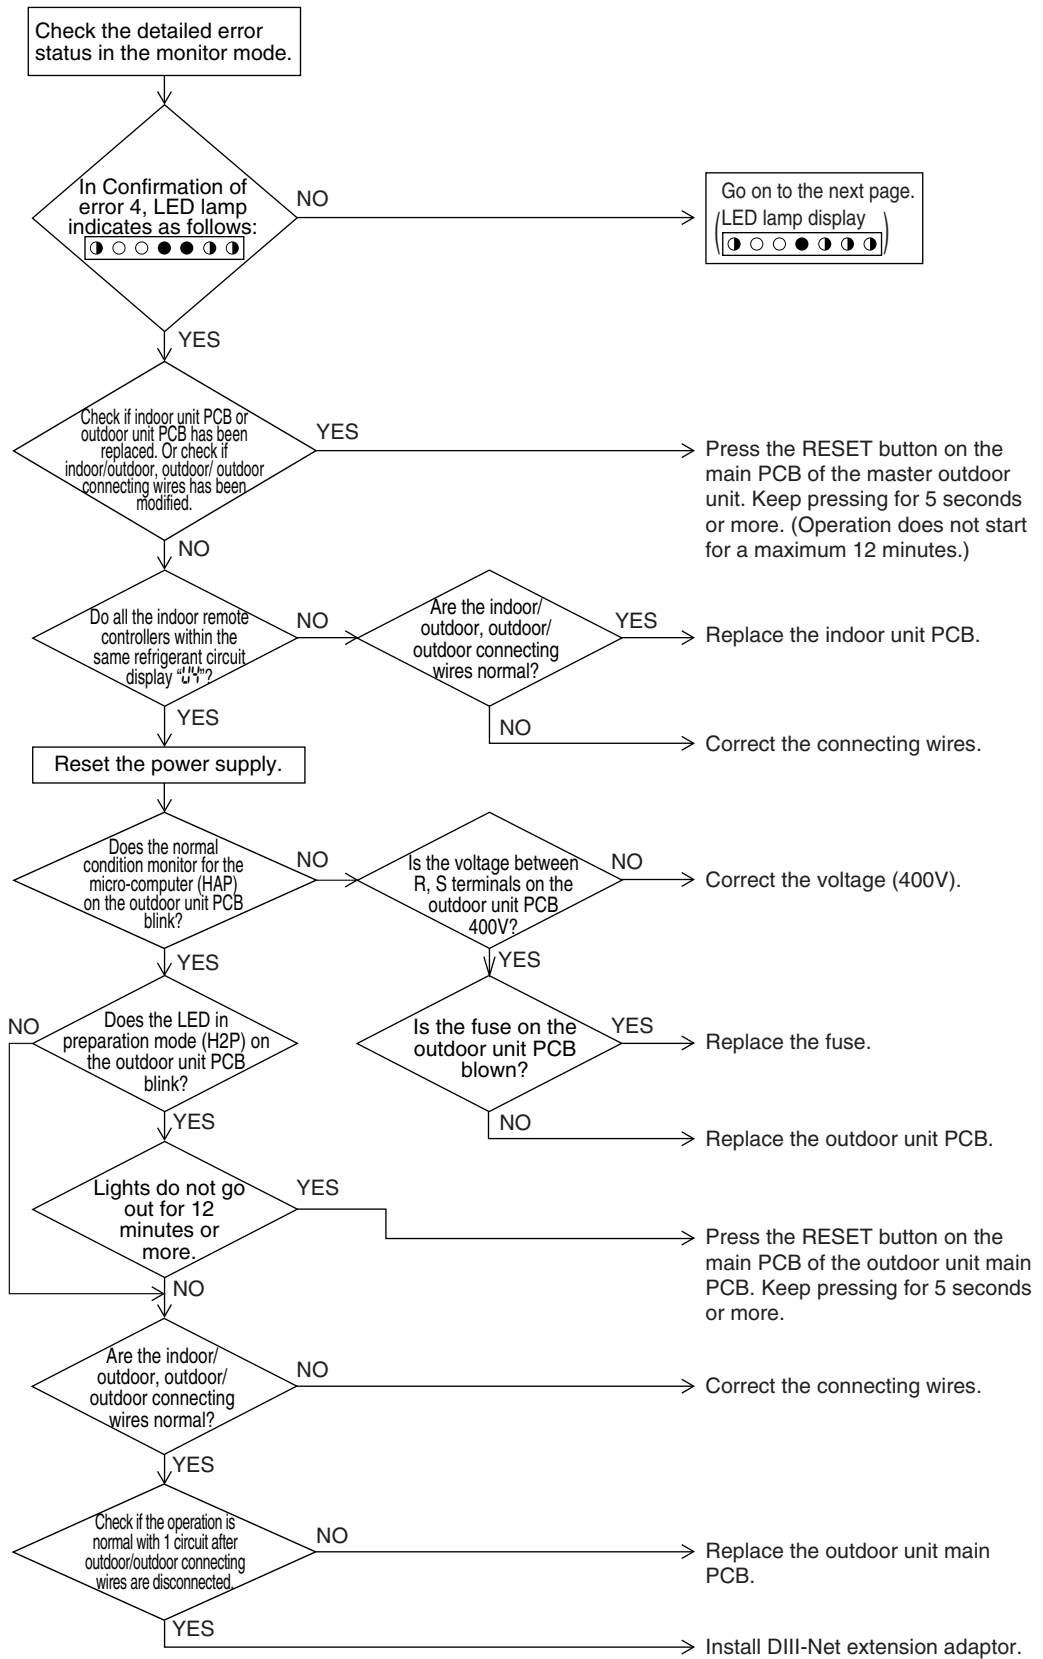 Check the detailed error
status in the monitor mode.
In Confirmation of
error 4, LED lamp
indicates as follows:
◑ ○ ○ ● ● ◑ ◑
NO
Go on to the next page.
(LED lamp display
◑ ○ ○ ● ◑ ◑ ◑)
YES
Check if indoor unit PCB or
outdoor unit PCB has been
replaced. Or check if
indoor/outdoor, outdoor/ outdoor
connecting wires has been
modified.
YES
Press the RESET button on the
main PCB of the master outdoor
unit. Keep pressing for 5 seconds
or more. (Operation does not start
for a maximum 12 minutes.)
NO
Do all the indoor remote
controllers within the
same refrigerant circuit
display “U4”?
NO
Are the indoor/
outdoor, outdoor/
outdoor connecting
wires normal?
YES
Replace the indoor unit PCB.
NO
Correct the connecting wires.
YES
Reset the power supply.
Does the normal
condition monitor for the
micro-computer (HAP)
on the outdoor unit PCB
blink?
NO
Is the voltage between
R, S terminals on the
outdoor unit PCB
400V?
NO
Correct the voltage (400V).
YES
YES
NO
Does the LED in
preparation mode (H2P) on
the outdoor unit PCB
blink?
Is the fuse on the
outdoor unit PCB
blown?
YES
Replace the fuse.
NO
Replace the outdoor unit PCB.
YES
Lights do not go
out for 12
minutes or
more.
YES
Press the RESET button on the
main PCB of the outdoor unit main
PCB. Keep pressing for 5 seconds
or more.
NO
Are the indoor/
outdoor, outdoor/
outdoor connecting
wires normal?
NO
Correct the connecting wires.
YES
Check if the operation is
normal with 1 circuit after
outdoor/outdoor connecting
wires are disconnected.
NO
Replace the outdoor unit main
PCB.
YES
Install DIII-Net extension adaptor.